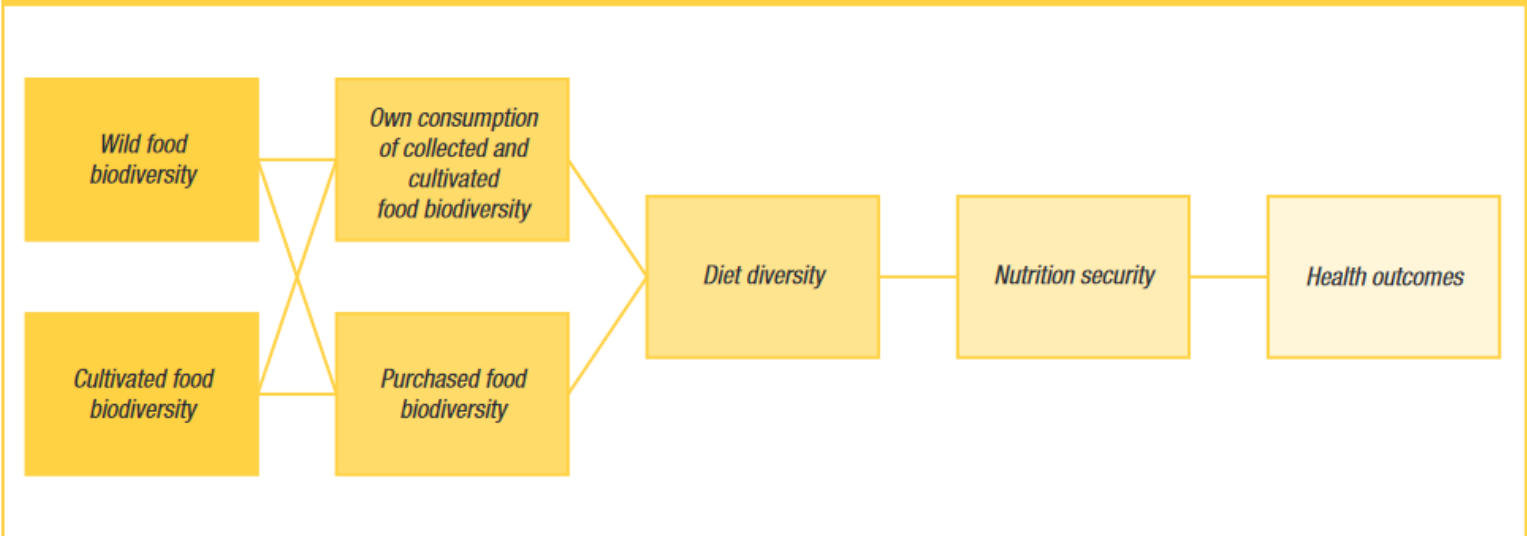 Wild food
biodiversity
Own consumption
of collected and
cultivated
food biodiversity
Cultivated food
biodiversity
Purchased food
biodiversity
Diet diversity
Nutrition security
Health outcomes